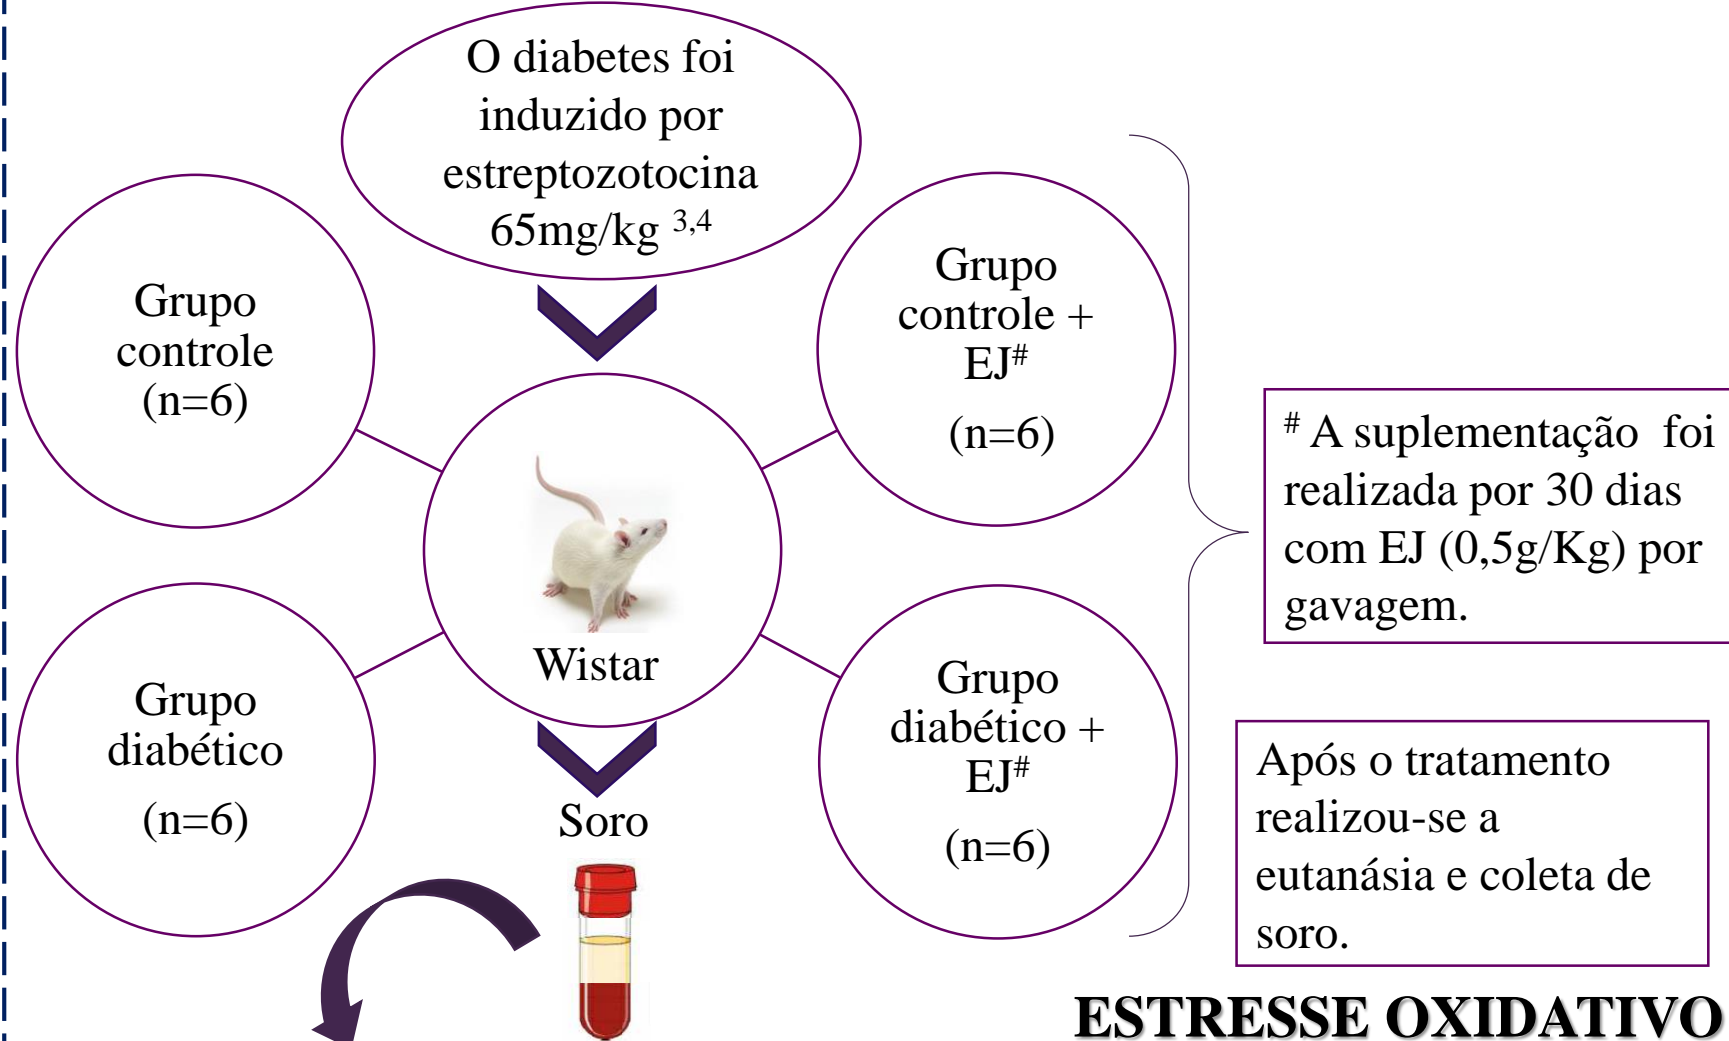 O diabetes foi
induzido por
estreptozotocina
65mg/kg 3,4
Grupo
controle
(n=6)
Grupo
controle +
EJ#
(n=6)
Wistar
Grupo
diabético
(n=6)
Grupo
diabético +
EJ#
(n=6)
Soro
# A suplementação foi
realizada por 30 dias
com EJ (0,5g/Kg) por
gavagem.
Após o tratamento
realizou-se a
eutanásia e coleta de
soro.
ESTRESSE OXIDATIVO